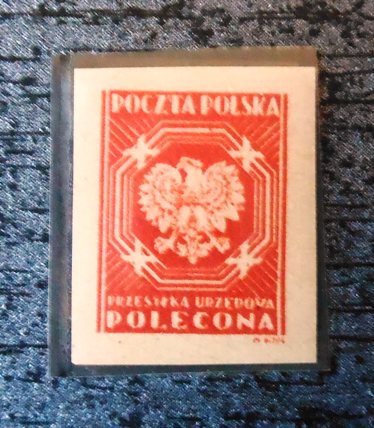 POCZTA POLSKA
PRZESYŁKA URZĘDOWA
POLECONA